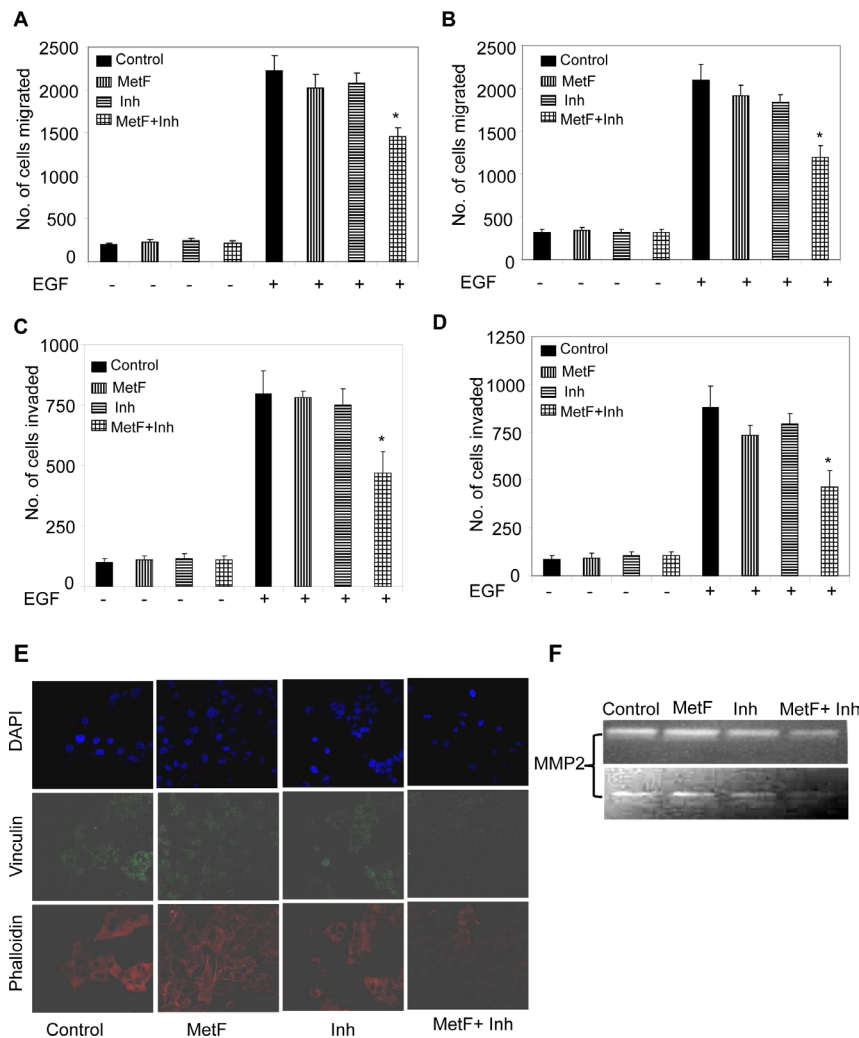 A
No. of cells migrated
2500
2000
1500
1000
500
0
Control
MetF
Inh
MetF+Inh
*
EGF - - - - + + + +
B
No. of cells migrated
2500
2000
1500
1000
500
0
Control
MetF
Inh
MetF+Inh
*
EGF - - - - + + + +
C
No. of cells invaded
1000
750
500
250
0
Control
MetF
Inh
MetF+Inh
*
EGF - - - - + + + +
D
No. of cells invaded
1250
1000
750
500
250
0
Control
MetF
Inh
MetF+Inh
*
EGF - - - - + + + +
E
DAPI
Vinculin
Phalloidin
Control MetF Inh MetF+ Inh
F
Control MetF Inh MetF+ Inh
MMP2